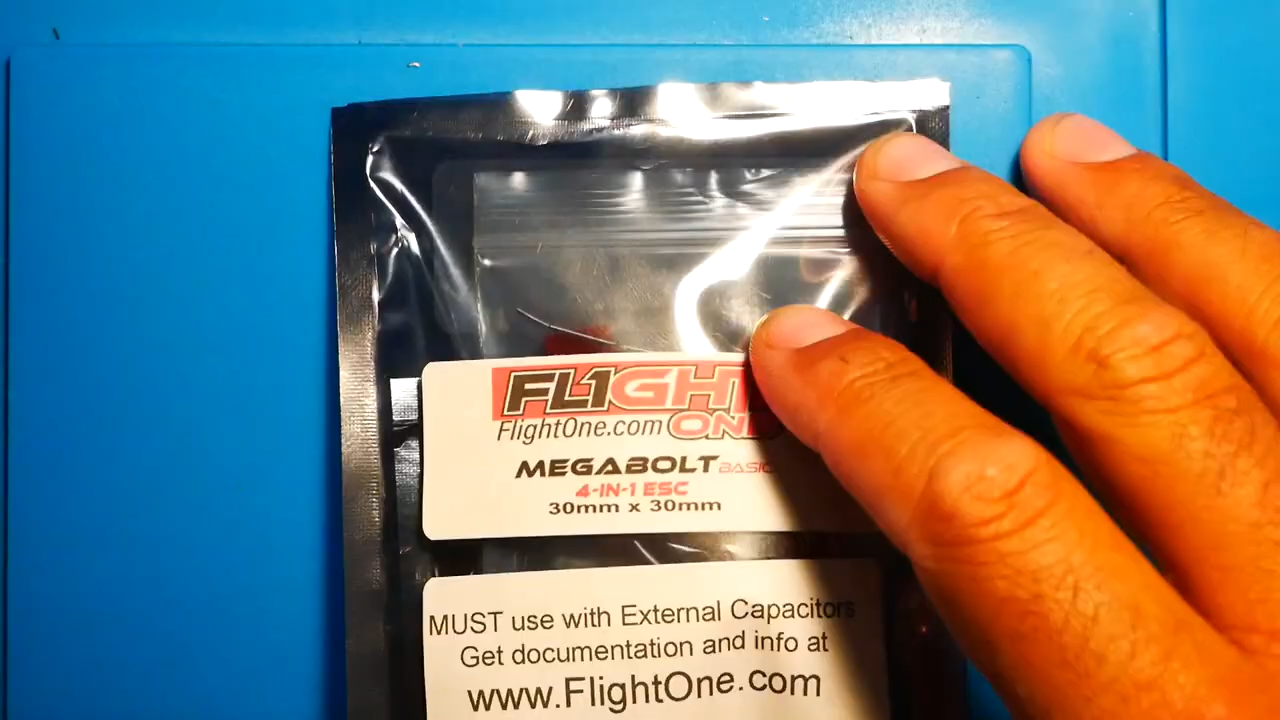 FL1GHT
ONE
FlightOne.com
MEGABOLT BASIC
4-IN-1 ESC
30mm x 30mm
MUST use with External Capacitors
Get documentation and info at
www.FlightOne.com